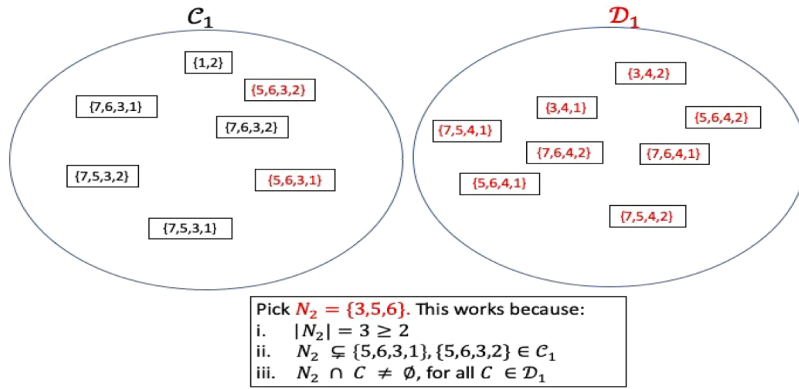 𝒞₁ 𝒟₁
{1,2} {3,4,2}
{5,6,3,2}
{7,6,3,1} {3,4,1}
{7,6,3,2} {5,6,4,2}
{7,5,4,1}
{7,6,4,2} {7,6,4,1}
{7,5,3,2} {5,6,3,1} {5,6,4,1}
{7,5,3,1} {7,5,4,2}
Pick N₂ = {3,5,6}. This works because:
i. |N₂| = 3 ≥ 2
ii. N₂ ⊊ {5,6,3,1}, {5,6,3,2} ∈ 𝒞₁
iii. N₂ ∩ C ≠ ∅, for all C ∈ 𝒟₁